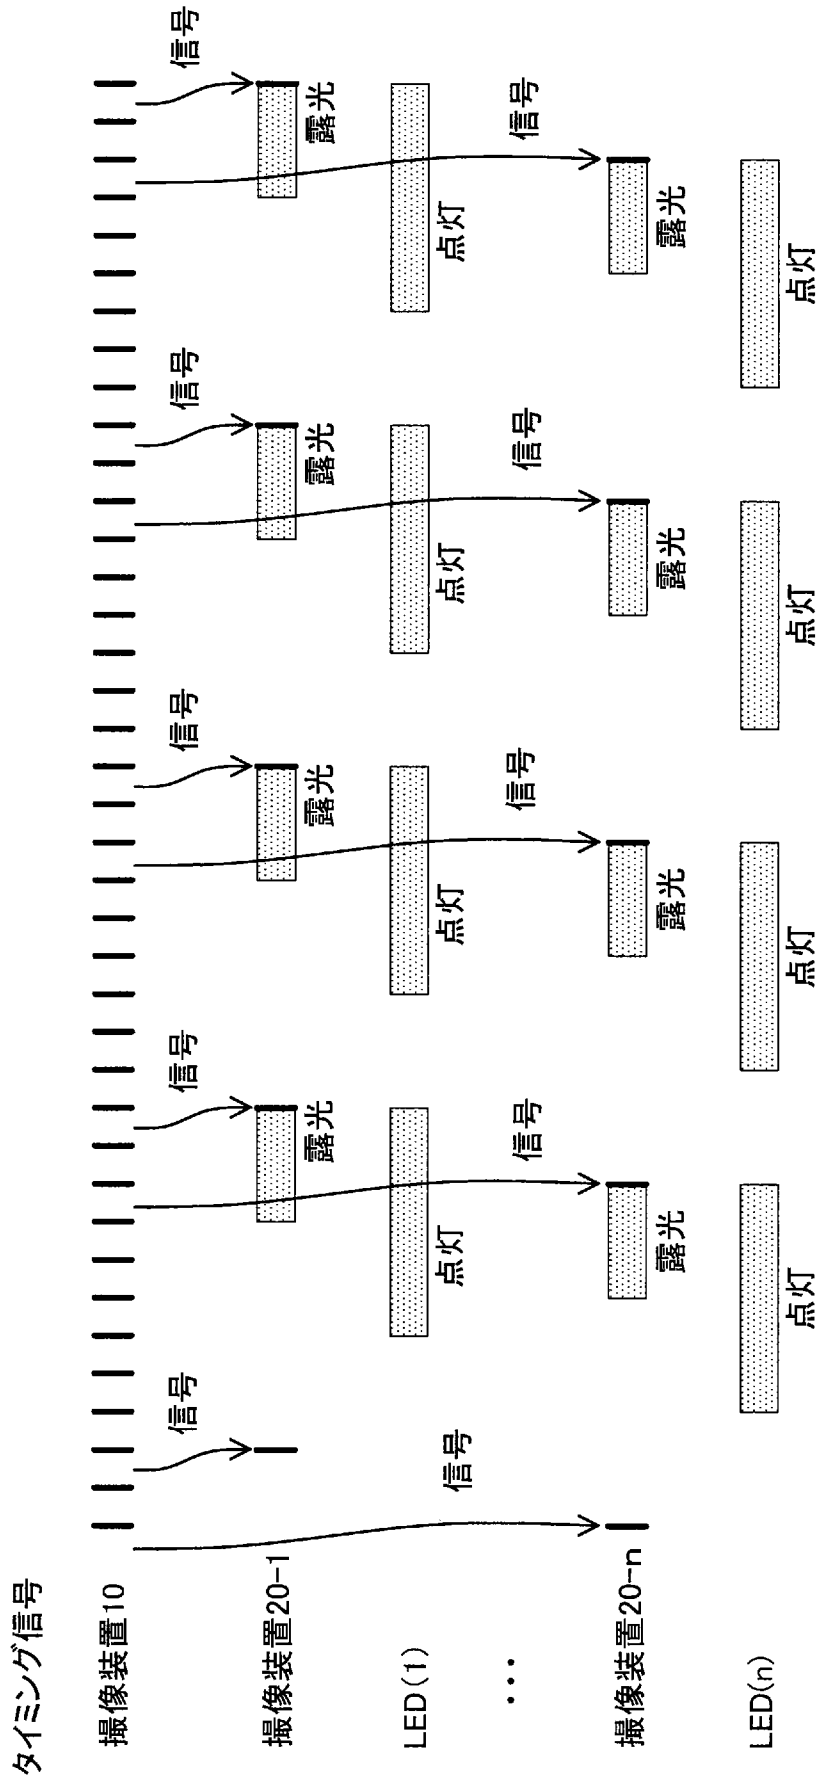 タイミング信号
撮像装置10
信号
信号
信号
信号
信号
撮像装置20-1
露光
露光
露光
露光
LED(1)
点灯
点灯
点灯
点灯
・・・
信号
信号
信号
信号
信号
撮像装置20-n
露光
露光
露光
露光
LED(n)
点灯
点灯
点灯
点灯